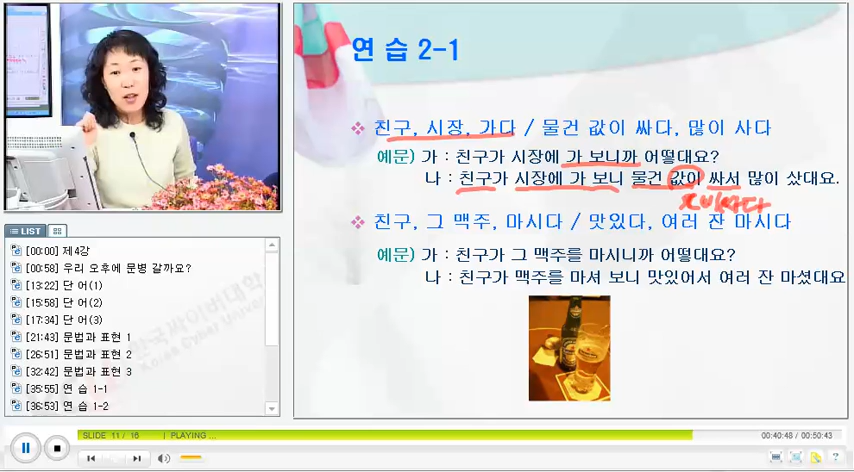 연 습 2-1
친구, 시장, 가다 / 물건 값이 싸다, 많이 사다
예문) 가 : 친구가 시장에 가 보니까 어떻대요?
나 : 친구가 시장에 가 보니 물건 값이 싸서 많이 샀대요.
비싸다
친구, 그 맥주, 마시다 / 맛있다, 여러 잔 마시다
예문) 가 : 친구가 그 맥주를 마시니까 어떻대요?
나 : 친구가 맥주를 마셔 보니 맛있어서 여러 잔 마셨대요
LIST
[00:00] 제4강
[00:58] 우리 오후에 문병 갈까요?
[13:22] 단 어(1)
[15:58] 단 어(2)
[17:34] 단 어(3)
[21:43] 문법과 표현 1
[26:51] 문법과 표현 2
[32:42] 문법과 표현 3
[35:55] 연 습 1-1
[36:53] 연 습 1-2
SLIDE 11 / 16 | PLAYING ...
00:40:48 / 00:50:43